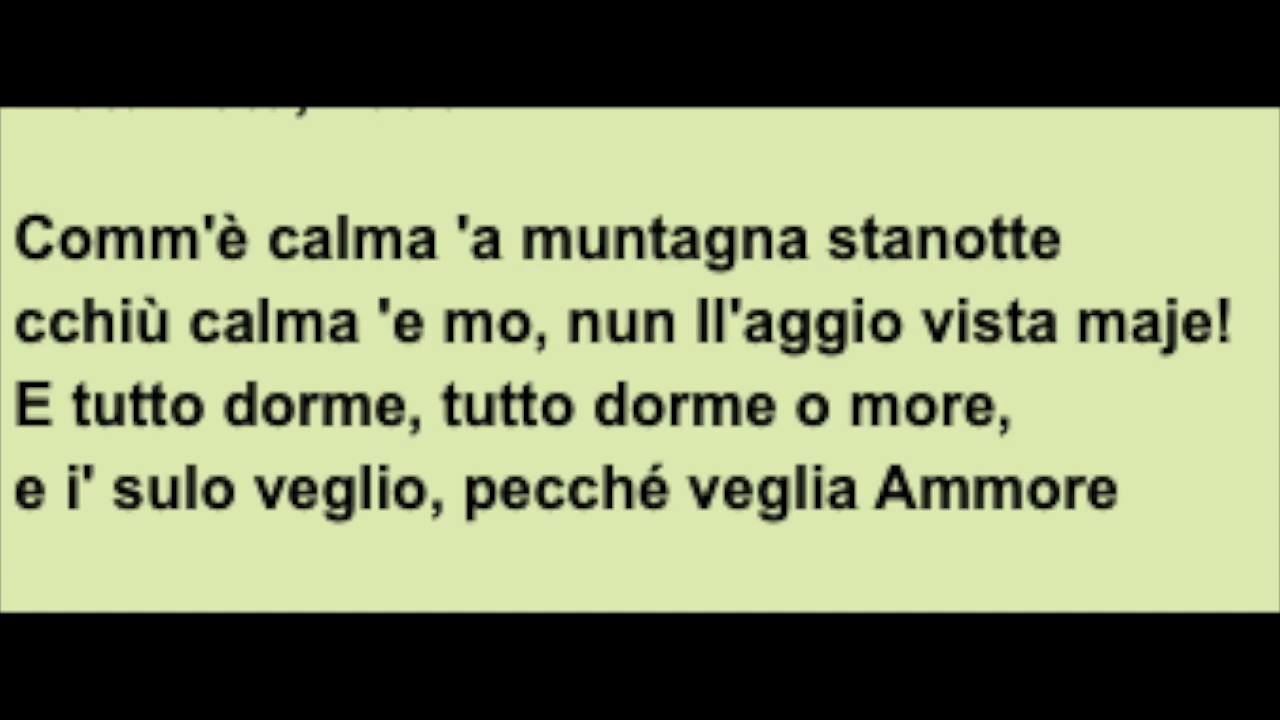 Comm'è calma 'a muntagna stanotte
cchiù calma 'e mo, nun ll'aggio vista maje!
E tutto dorme, tutto dorme o more,
e i' sulo veglio, pecché veglia Ammore